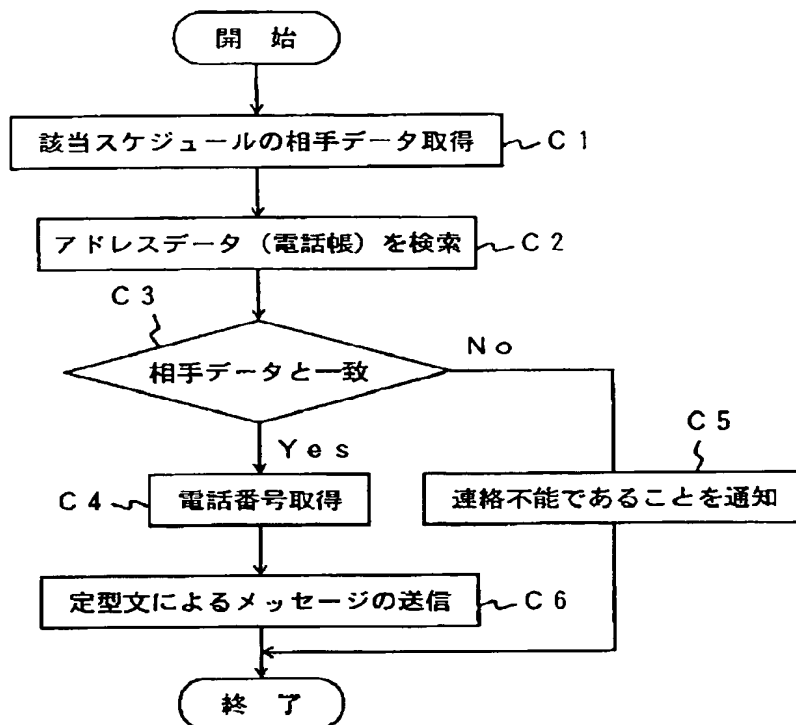 開 始
該当スケジュールの相手データ取得
C1
アドレスデータ（電話帳）を検索
C2
C3
相手データと一致
No
Yes
C5
C4
電話番号取得
連絡不能であることを通知
定型文によるメッセージの送信
C6
終 了